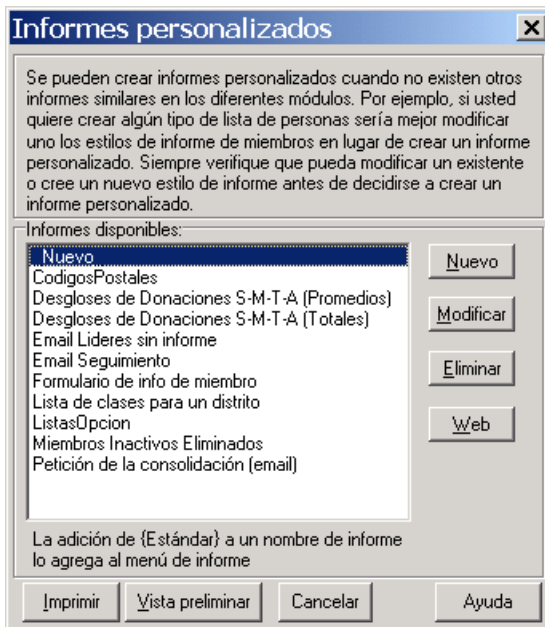 Informes personalizados
Se pueden crear informes personalizados cuando no existen otros
informes similares en los diferentes módulos. Por ejemplo, si usted
quiere crear algún tipo de lista de personas sería mejor modificar
uno los estilos de informe de miembros en lugar de crear un informe
personalizado. Siempre verifique que pueda modificar un existente
o cree un nuevo estilo de informe antes de decidirse a crear un
informe personalizado.
Informes disponibles:
Nuevo
CodigosPostales
Desgloses de Donaciones S-M-T-A (Promedios)
Desgloses de Donaciones S-M-T-A (Totales)
Email Lideres sin informe
Email Seguimiento
Formulario de info de miembro
Lista de clases para un distrito
ListasOpcion
Miembros Inactivos Eliminados
Petición de la consolidación (email)
Nuevo
Modificar
Eliminar
Web
La adición de {Estándar} a un nombre de informe
lo agrega al menú de informe
Imprimir
Vista preliminar
Cancelar
Ayuda